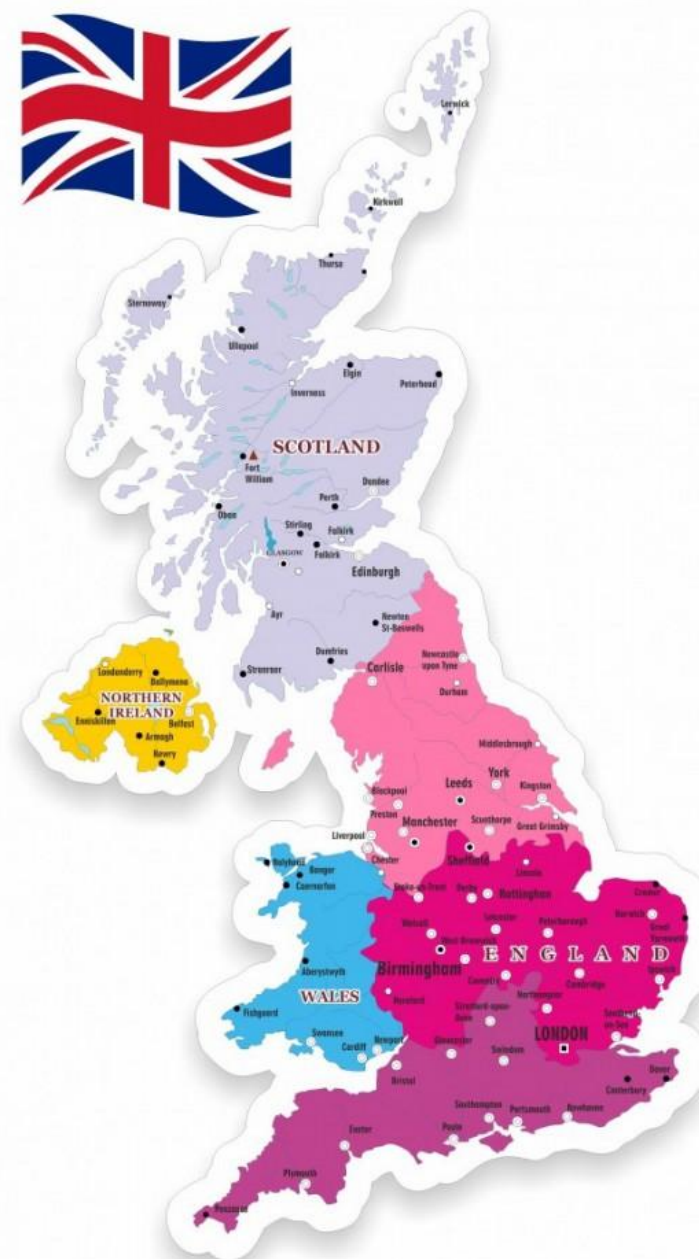 Lerwick
Kirkwall
Thurso
Stornoway
Ullapool
Elgin
Inverness
Peterhead
SCOTLAND
Fort
William
Dundee
Perth
Oban
Stirling
Falkirk
Falkirk
GLASGOW
Edinburgh
Ayr
Newton
St-Boswells
Dumfries
Stranraer
Newcastle
upon Tyne
Carlisle
Durham
Londonderry
Ballymena
NORTHERN
IRELAND
Enniskillen
Belfast
Armagh
Newry
Middlesbrough
York
Leeds
Kingston
Blackpool
Preston
Manchester
Scunthorpe
Great Grimsby
Liverpool
Chester
Sheffield
Lincoln
Holyhead
Bangor
Caernarfon
Stoke-on-Trent
Derby
Nottingham
Cromer
Norwich
Great
Yarmouth
Walsall
Leicester
Peterborough
West Bromwich
ENGLAND
Birmingham
Aberystwyth
Coventry
Cambridge
Ipswich
WALES
Hereford
Northampton
Stratford-upon-
Avon
Fishguard
Southend-
on-Sea
LONDON
Swansea
Newport
Cardiff
Gloucester
Swindon
Bristol
Dover
Canterbury
Southampton
Portsmouth
Newhaven
Exeter
Poole
Plymouth
Penzance